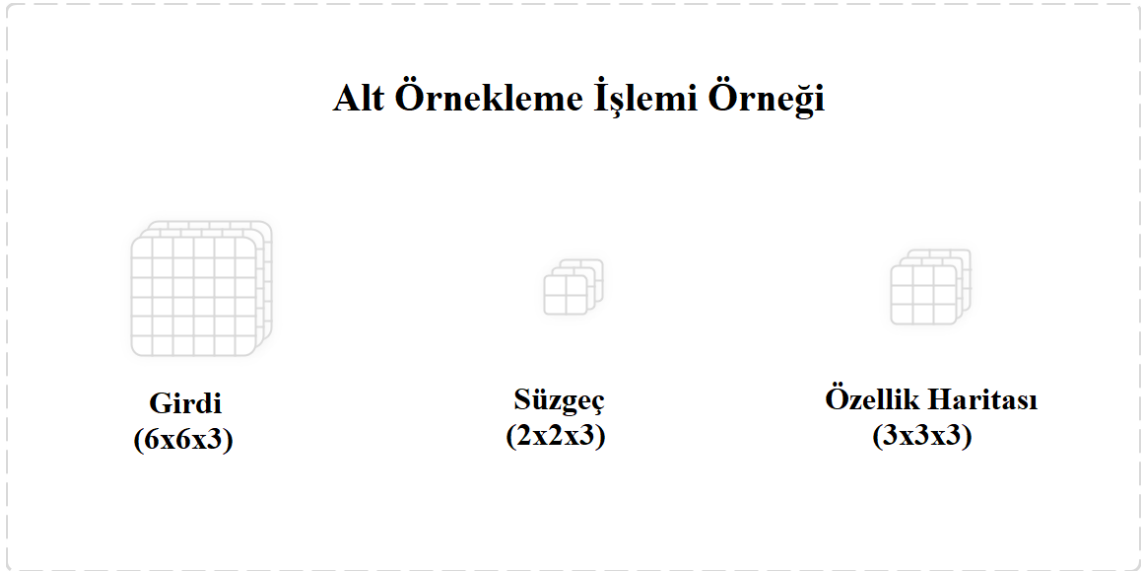 Alt Örnekleme İşlemi Örneği
Girdi
(6x6x3)
Süzgeç
(2x2x3)
Özellik Haritası
(3x3x3)